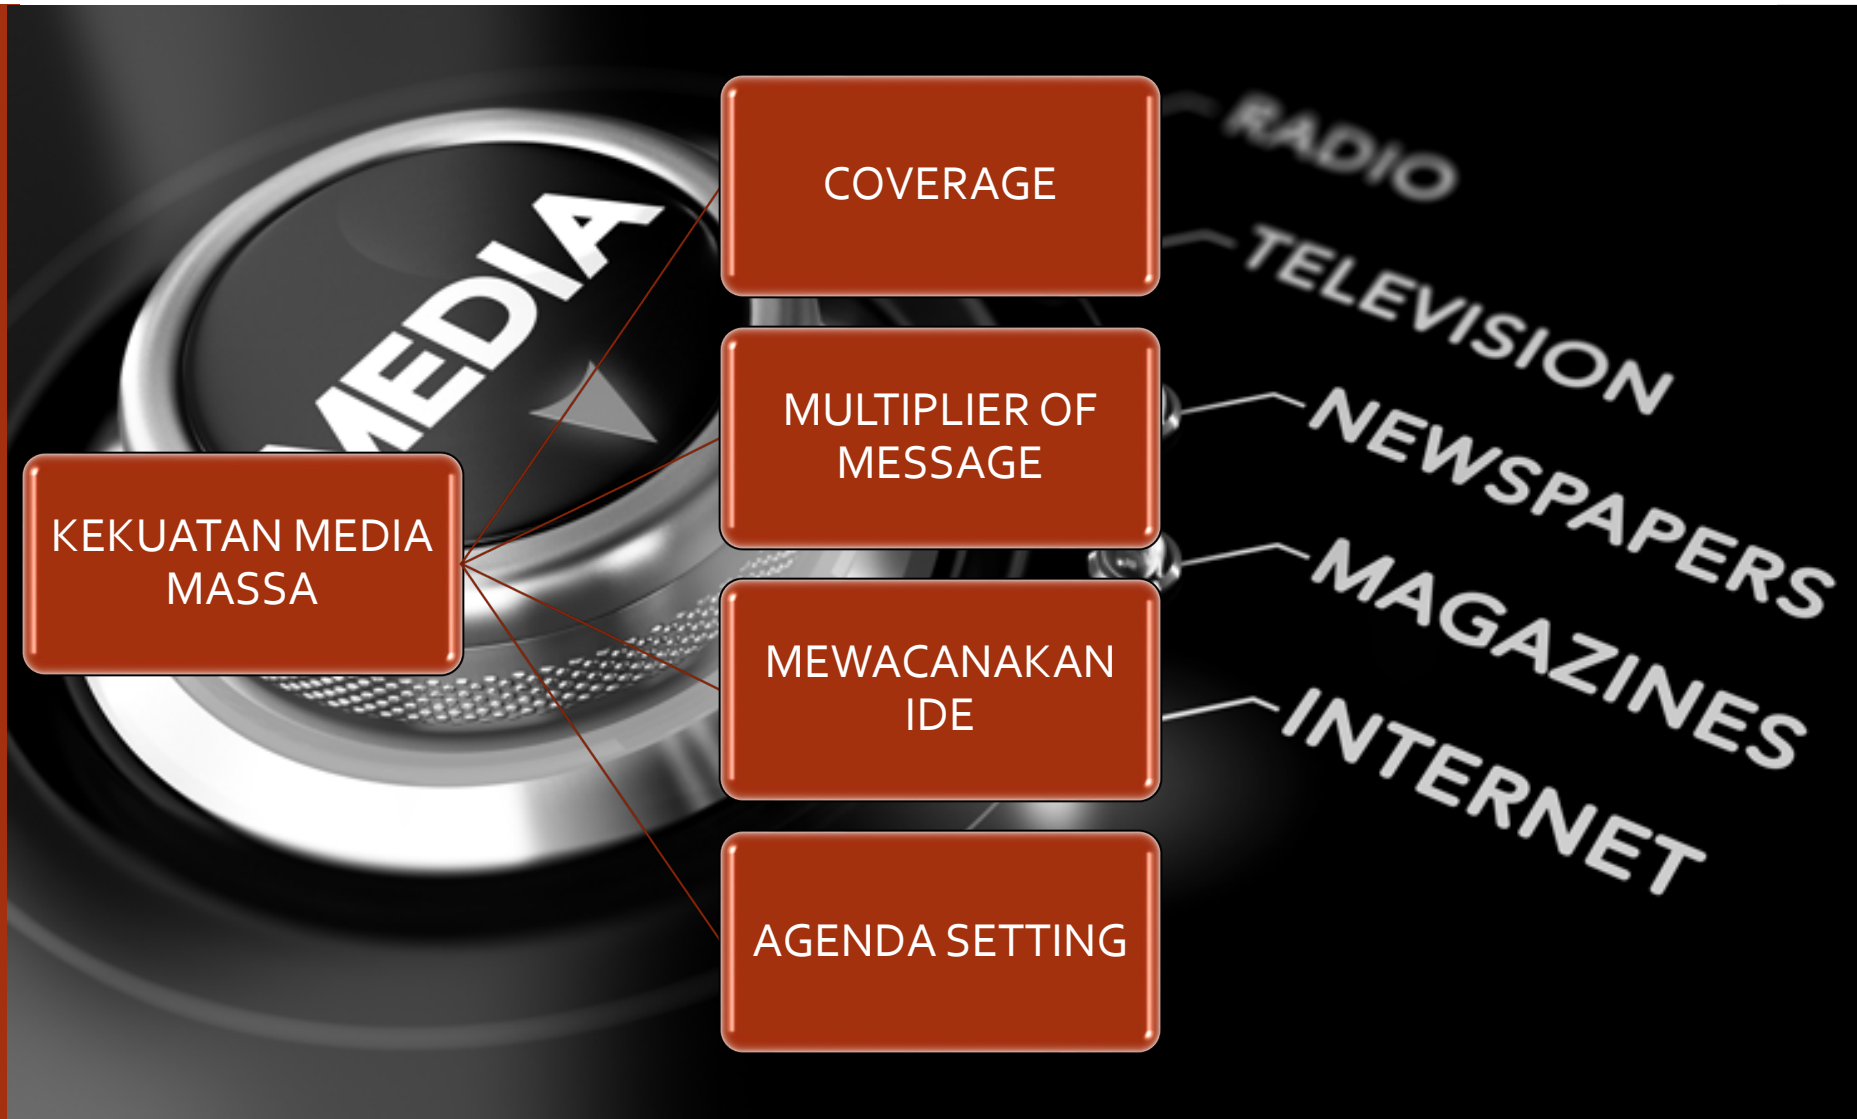 COVERAGE
MULTIPLIER OF
MESSAGE
KEKUATAN MEDIA
MASSA
MEWACANAKAN
IDE
AGENDA SETTING
MEDIA
RADIO
TELEVISION
NEWSPAPERS
MAGAZINES
INTERNET